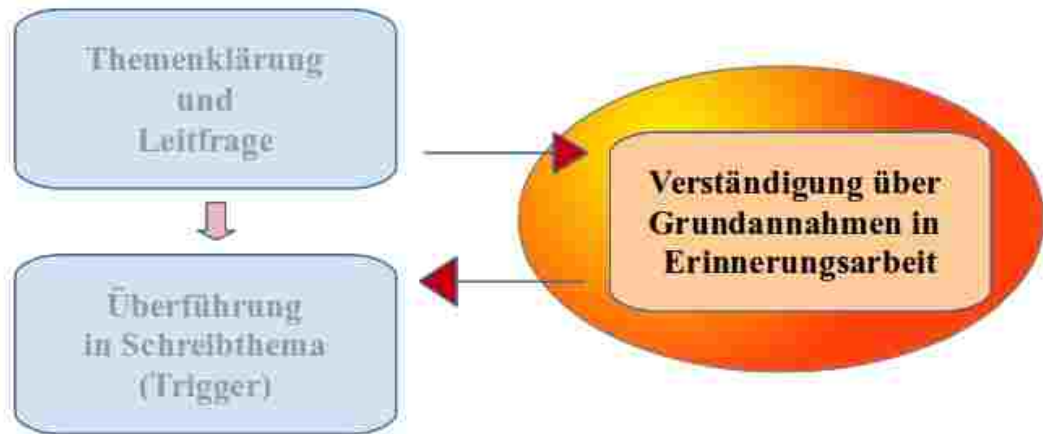 Themenklärung
und
Leitfrage
Verständigung über
Grundannahmen in
Erinnerungsarbeit
Überführung
in Schreibthema
(Trigger)